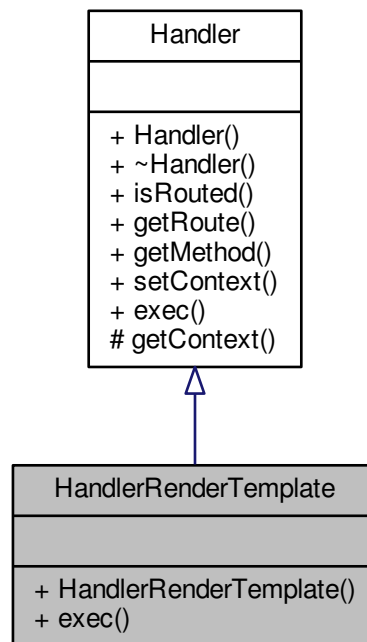 Handler
+ Handler()
+ ~Handler()
+ isRouted()
+ getRoute()
+ getMethod()
+ setContext()
+ exec()
# getContext()
HandlerRenderTemplate
+ HandlerRenderTemplate()
+ exec()